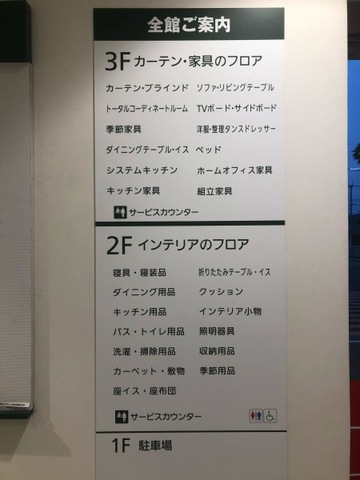 全館ご案内
3F カーテン・家具のフロア
カーテン・ブラインド ソファ・リビングテーブル
トータルコーディネートルーム TVボード・サイドボード
季節家具 洋服・整理タンスドレッサー
ダイニングテーブル・イス ベッド
システムキッチン ホームオフィス家具
キッチン家具 組立家具
サービスカウンター
2F インテリアのフロア
寝具・寝装品 折りたたみテーブル・イス
ダイニング用品 クッション
キッチン用品 インテリア小物
バス・トイレ用品 照明器具
洗濯・掃除用品 収納用品
カーペット・敷物 季節用品
座イス・座布団
サービスカウンター
1F 駐車場